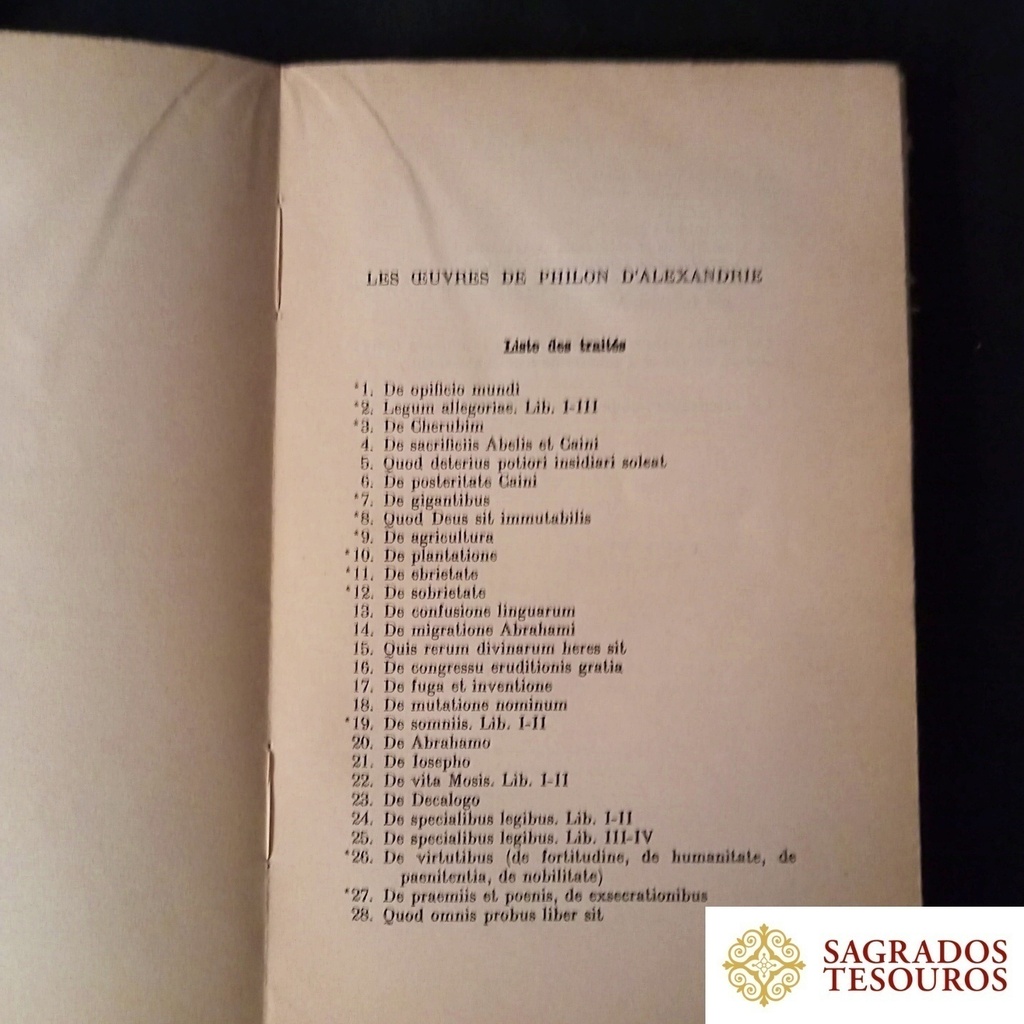 LES ŒUVRES DE PHILON D'ALEXANDRIE
Liste des traités
*1. De opificio mundi
*2. Legum allegoriae. Lib. I-III
*3. De Cherubim
4. De sacrificiis Abelis et Caini
5. Quod deterius potiori insidiari soleat
6. De posteritate Caini
*7. De gigantibus
*8. Quod Deus sit immutabilis
*9. De agricultura
*10. De plantatione
*11. De ebrietate
*12. De sobrietate
13. De confusione linguarum
14. De migratione Abrahami
15. Quis rerum divinarum heres sit
16. De congressu eruditionis gratia
17. De fuga et inventione
18. De mutatione nominum
*19. De somniis. Lib. I-II
20. De Abrahamo
21. De Iosepho
22. De vita Mosis. Lib. I-II
23. De Decalogo
24. De specialibus legibus. Lib. I-II
25. De specialibus legibus. Lib. III-IV
*26. De virtutibus (de fortitudine, de humanitate, de
paenitentia, de nobilitate)
*27. De praemiis et poenis, de exsecrationibus
28. Quod omnis probus liber sit
SAGRADOS
TESOUROS